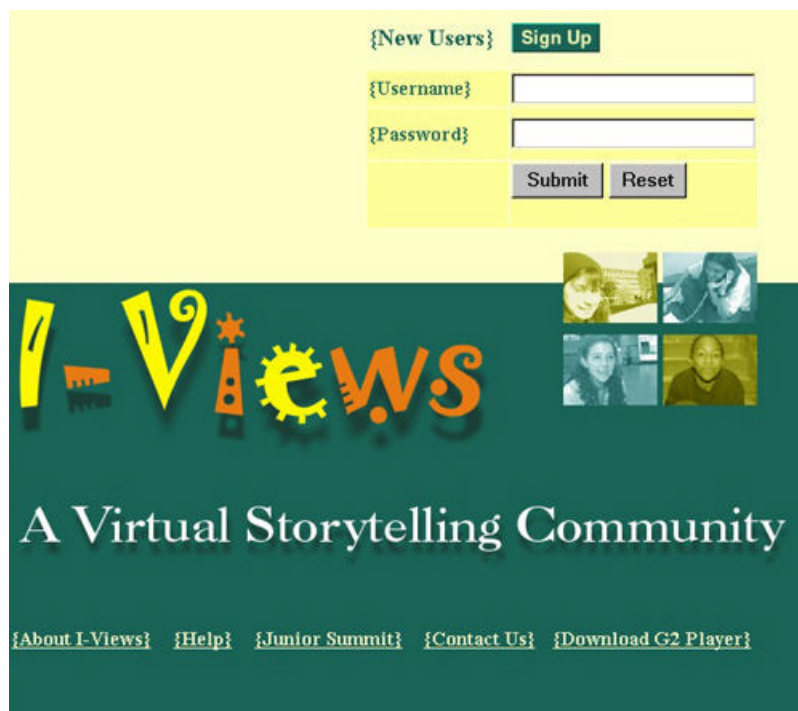 {New Users} Sign Up
{Username}
{Password}
Submit Reset
I-Views
A Virtual Storytelling Community
{About I-Views} {Help} {Junior Summit} {Contact Us} {Download G2 Player}